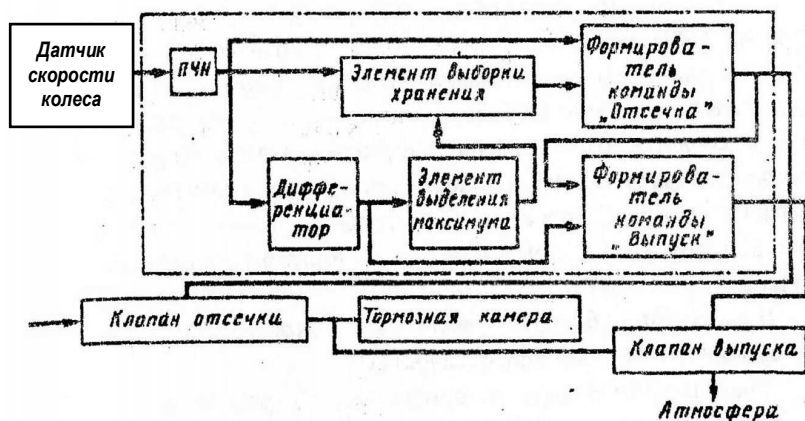 Датчик
скорости
колеса
ПЧН
Элемент выборки
хранения
Формирова-
тель
команды
„Отсечка”
Диффе-
ренциа-
тор
Элемент
выделения
максимума
Формирова-
тель
команды
„Выпуск”
Клапан отсечки
Тормозная камера
Клапан выпуска
Атмосфера